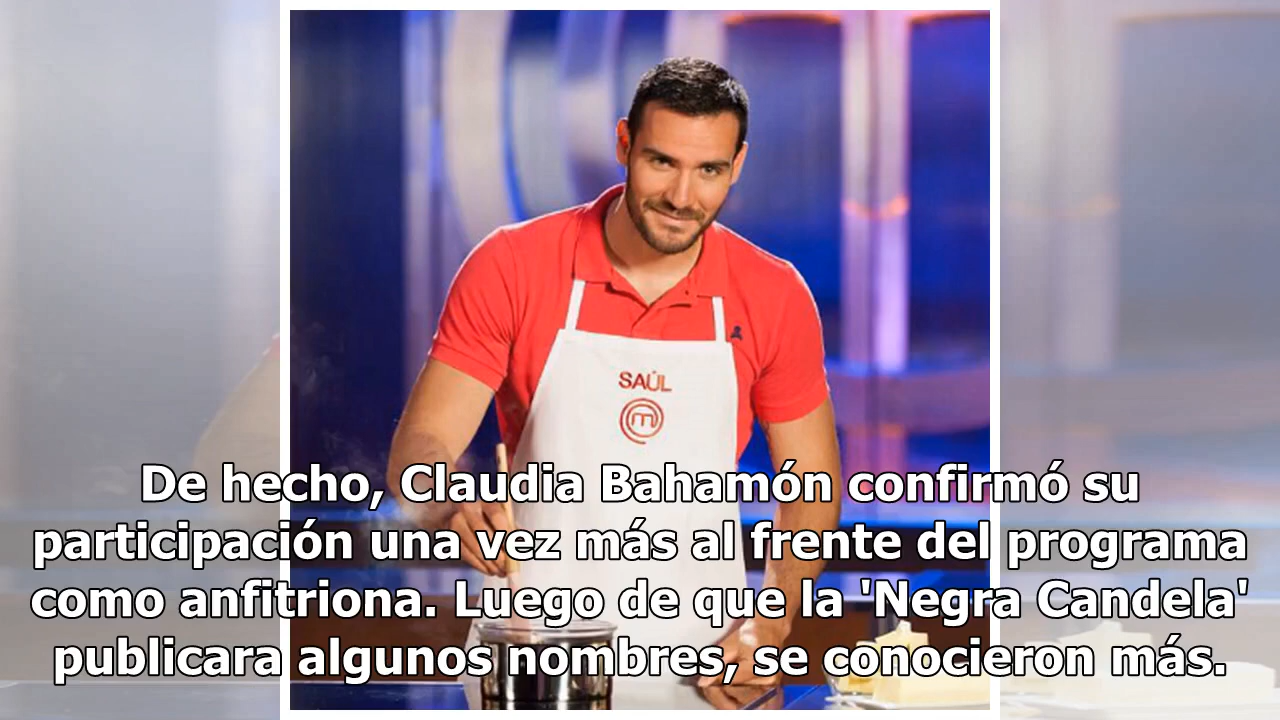 SAÚL
De hecho, Claudia Bahamón confirmó su
participación una vez más al frente del programa
como anfitriona. Luego de que la 'Negra Candela'
publicara algunos nombres, se conocieron más.